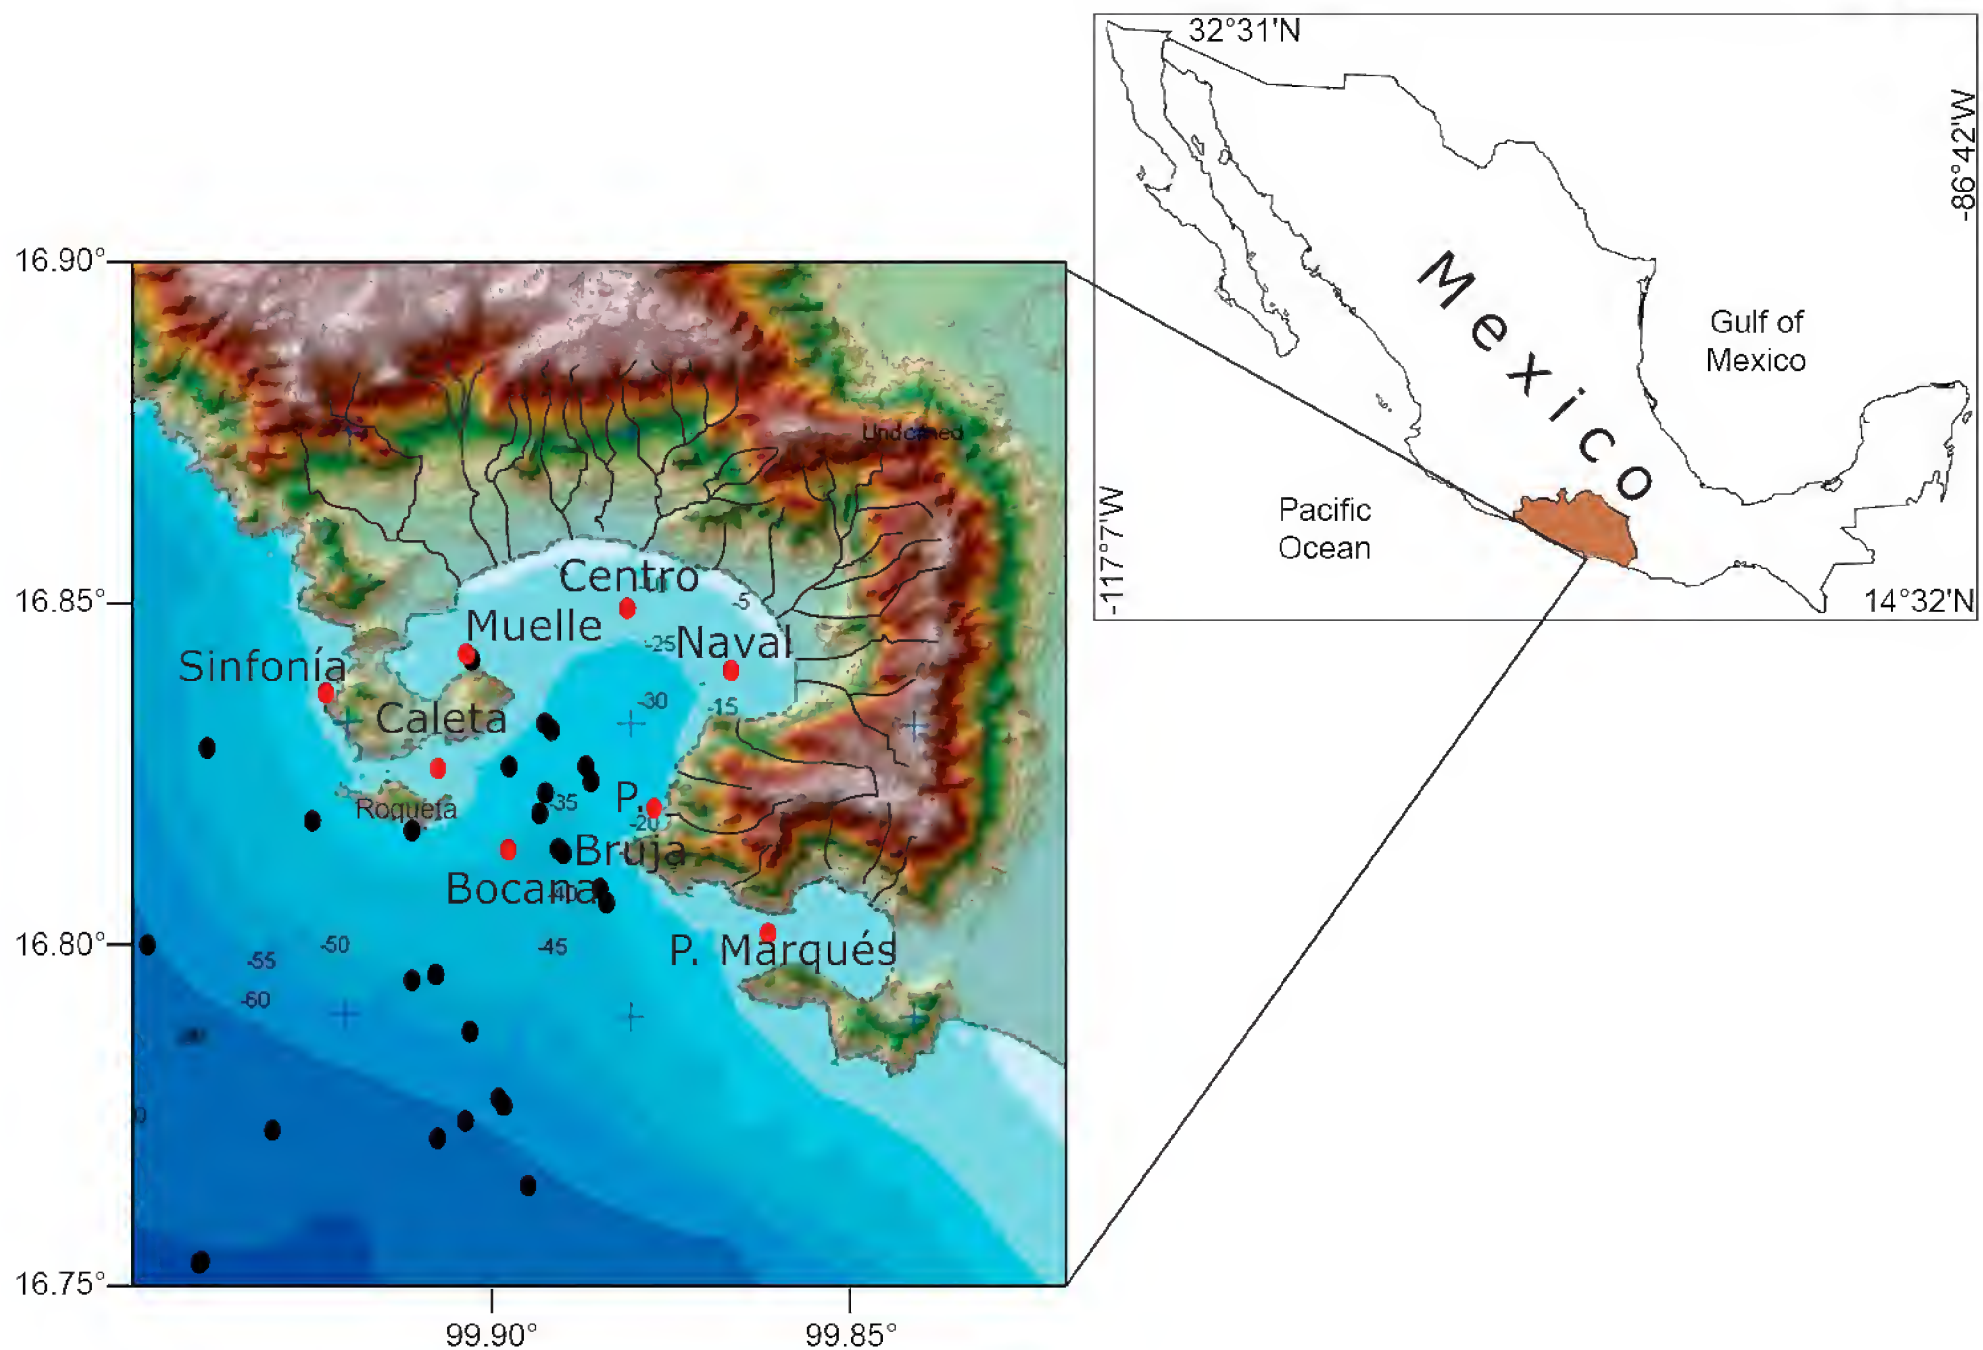 32°31'N
-86°42'W
Mexico
Gulf of
Mexico
Pacific
Ocean
-117°7'W
14°32'N
16.90°
16.85°
16.80°
16.75°
99.90°
99.85°
Centro
-5
Muelle
-25
Naval
Sinfonía
-30
-15
Caleta
P.
-35
Roqueta
-20
Bruja
Bocana
-40
-45
P. Marqués
-50
-55
-60